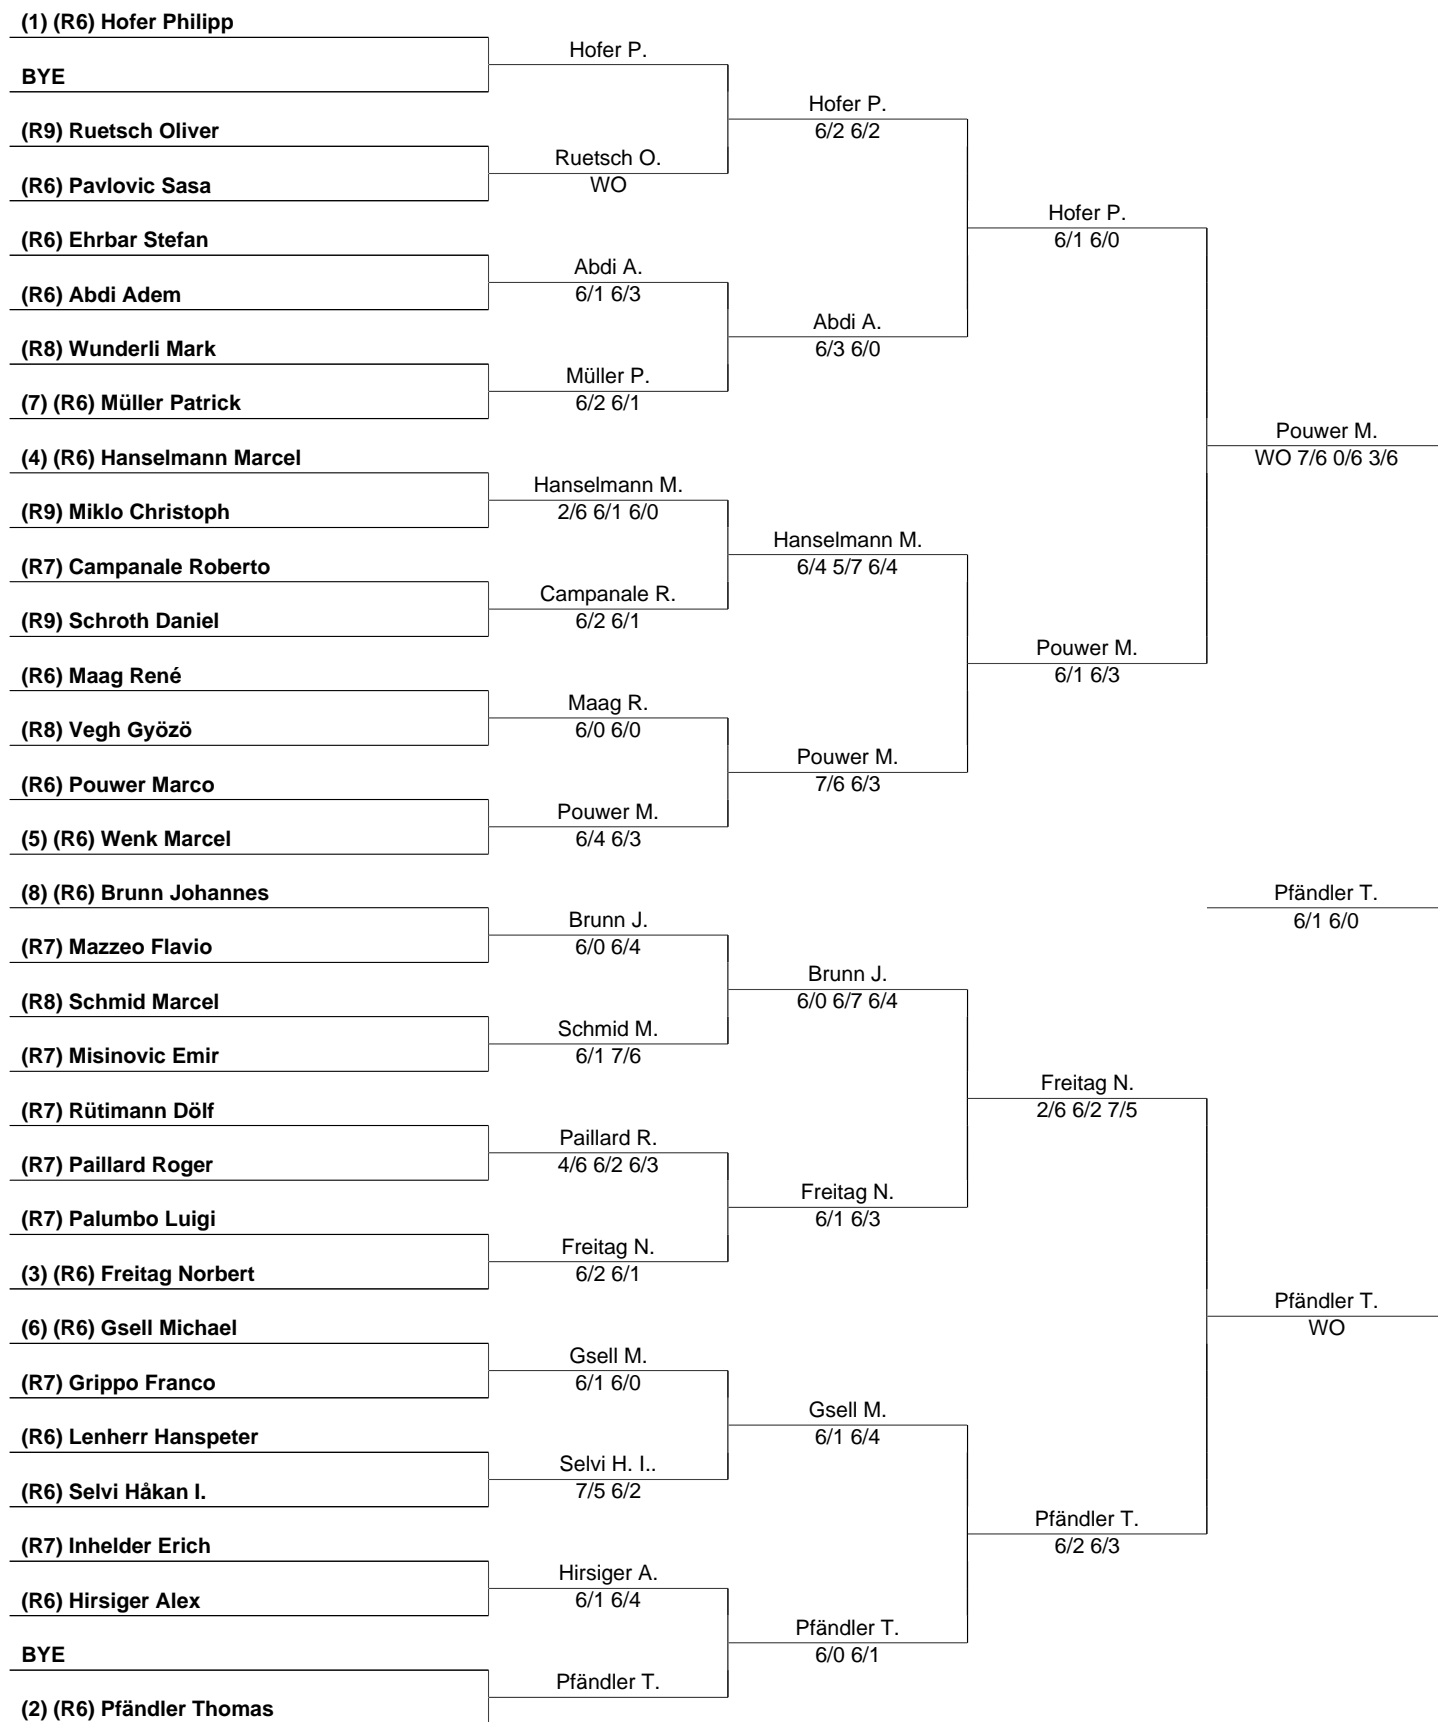 (1) (R6) Hofer Philipp
BYE
(R9) Ruetsch Oliver
(R6) Pavlovic Sasa
(R6) Ehrbar Stefan
(R6) Abdi Adem
(R8) Wunderli Mark
(7) (R6) Müller Patrick
(4) (R6) Hanselmann Marcel
(R9) Miklo Christoph
(R7) Campanale Roberto
(R9) Schroth Daniel
(R6) Maag René
(R8) Vegh Gyözö
(R6) Pouwer Marco
(5) (R6) Wenk Marcel
(8) (R6) Brunn Johannes
(R7) Mazzeo Flavio
(R8) Schmid Marcel
(R7) Misinovic Emir
(R7) Rütimann Dölf
(R7) Paillard Roger
(R7) Palumbo Luigi
(3) (R6) Freitag Norbert
(6) (R6) Gsell Michael
(R7) Grippo Franco
(R6) Lenherr Hanspeter
(R6) Selvi Håkan I.
(R7) Inhelder Erich
(R6) Hirsiger Alex
BYE
(2) (R6) Pfändler Thomas
Hofer P.
Ruetsch O.
WO
Abdi A.
6/1 6/3
Müller P.
6/2 6/1
Hanselmann M.
2/6 6/1 6/0
Campanale R.
6/2 6/1
Maag R.
6/0 6/0
Pouwer M.
6/4 6/3
Brunn J.
6/0 6/4
Schmid M.
6/1 7/6
Paillard R.
4/6 6/2 6/3
Freitag N.
6/2 6/1
Gsell M.
6/1 6/0
Selvi H. I..
7/5 6/2
Hirsiger A.
6/1 6/4
Pfändler T.
Hofer P.
6/2 6/2
Abdi A.
6/3 6/0
Hanselmann M.
6/4 5/7 6/4
Pouwer M.
7/6 6/3
Brunn J.
6/0 6/7 6/4
Freitag N.
6/1 6/3
Gsell M.
6/1 6/4
Pfändler T.
6/0 6/1
Hofer P.
6/1 6/0
Pouwer M.
6/1 6/3
Freitag N.
2/6 6/2 7/5
Pfändler T.
6/2 6/3
Pouwer M.
WO 7/6 0/6 3/6
Pfändler T.
6/1 6/0
Pfändler T.
WO